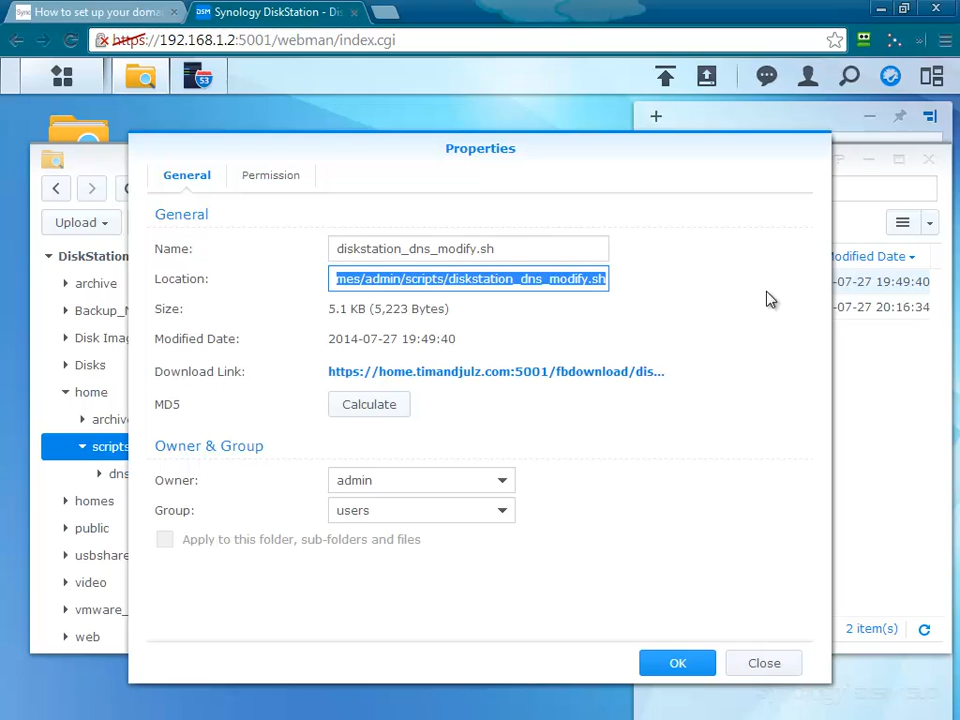 How to set up your doma
Synology DiskStation - Dis
https://192.168.1.2:5001/webman/index.cgi
53
Properties
General
Permission
Upload
General
Name:
diskstation_dns_modify.sh
DiskStation
Modified Date
Location:
mes/admin/scripts/diskstation_dns_modify.sh
archive
-07-27 19:49:40
Size:
5.1 KB (5,223 Bytes)
Backup_
-07-27 20:16:34
Modified Date:
2014-07-27 19:49:40
Disk Ima
Disks
Download Link:
https://home.timandjulz.com:5001/fbdownload/dis...
home
MD5
Calculate
archiv
scripts
Owner & Group
dns
Owner:
admin
homes
Group:
users
public
Apply to this folder, sub-folders and files
usbshare
video
vmware_
2 item(s)
web
OK
Close